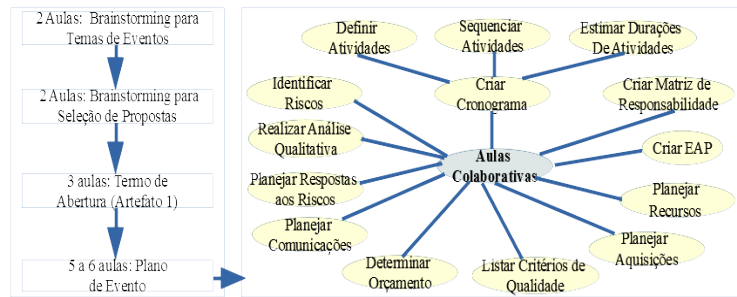 2 Aulas: Brainstorming para
Temas de Eventos
2 Aulas: Brainstorming para
Seleção de Propostas
3 aulas: Termo de
Abertura (Artefato 1)
5 a 6 aulas: Plano
de Evento
Definir
Atividades
Sequenciar
Atividades
Estimar Durações
De Atividades
Criar
Cronograma
Identificar
Riscos
Criar Matriz de
Responsabilidade
Realizar Análise
Qualitativa
Aulas
Colaborativas
Criar EAP
Planejar Respostas
aos Riscos
Planejar
Recursos
Planejar
Comunicações
Planejar
Aquisições
Determinar
Orçamento
Listar Critérios de
Qualidade